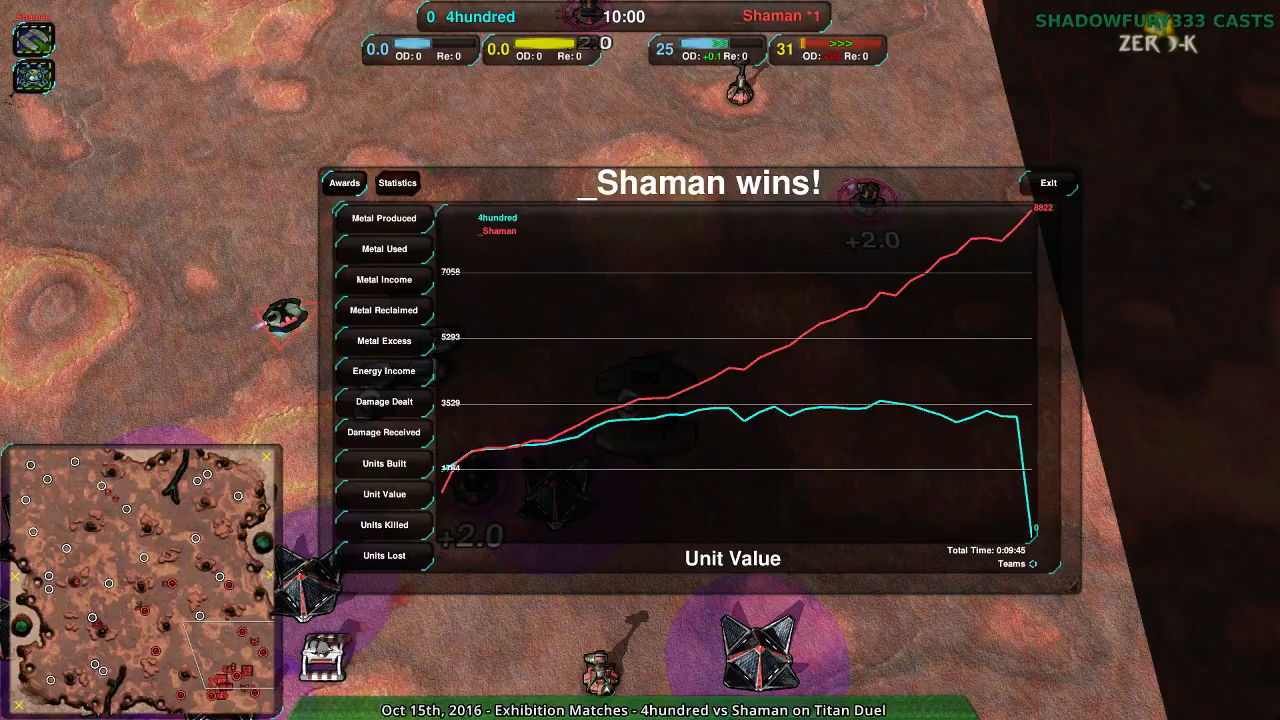 _Shaman
0 4hundred 10:00 Shaman *1
SHADOWFURY333 CASTS
ZERO-K
0.0 OD: 0 Re: 0
0.0 OD: 0 Re: 0
2.0
25 OD: +0.1 Re: 0
31 >>> Re: 0
Awards Statistics _Shaman wins! Exit
Metal Produced
Metal Used
Metal Income
Metal Reclaimed
Metal Excess
Energy Income
Damage Dealt
Damage Received
Units Built
Unit Value
Units Killed
Units Lost
4hundred
_Shaman
8822
7058
5293
3529
1764
0
+2.0
+2.0
Unit Value
Total Time: 0:09:45
Teams
Oct 15th, 2016 - Exhibition Matches - 4hundred vs Shaman on Titan Duel